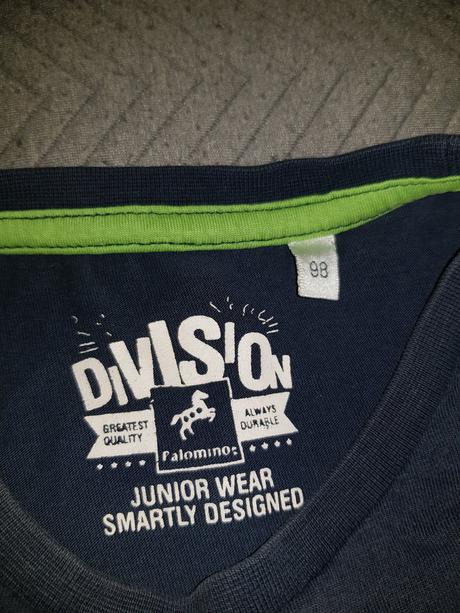 98
DIVISION
GREATEST
QUALITY
ALWAYS
DURABLE
Palomino
JUNIOR WEAR
SMARTLY DESIGNED